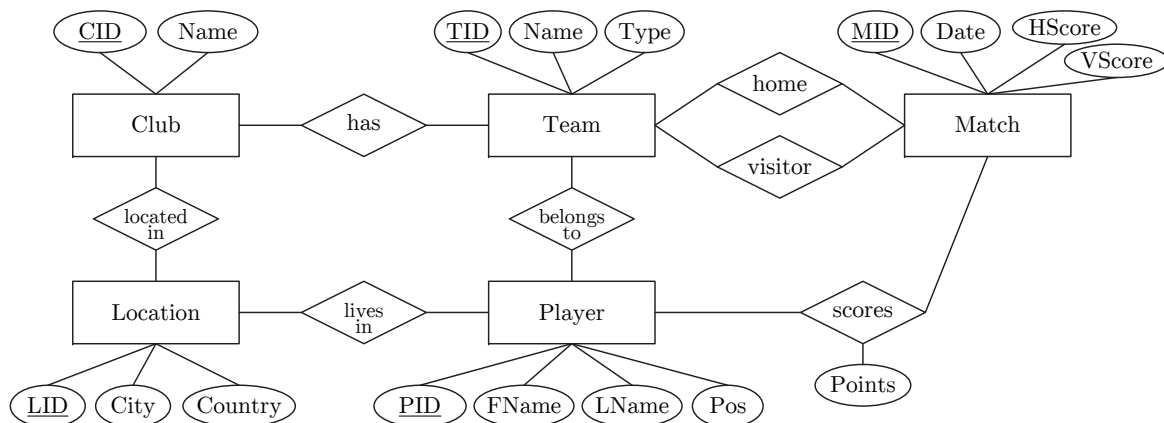 CID Name TID Name Type MID Date HScore
VScore
Club has Team home visitor Match
located
in
belongs
to
Location lives
in
Player scores
LID City Country PID FName LName Pos Points